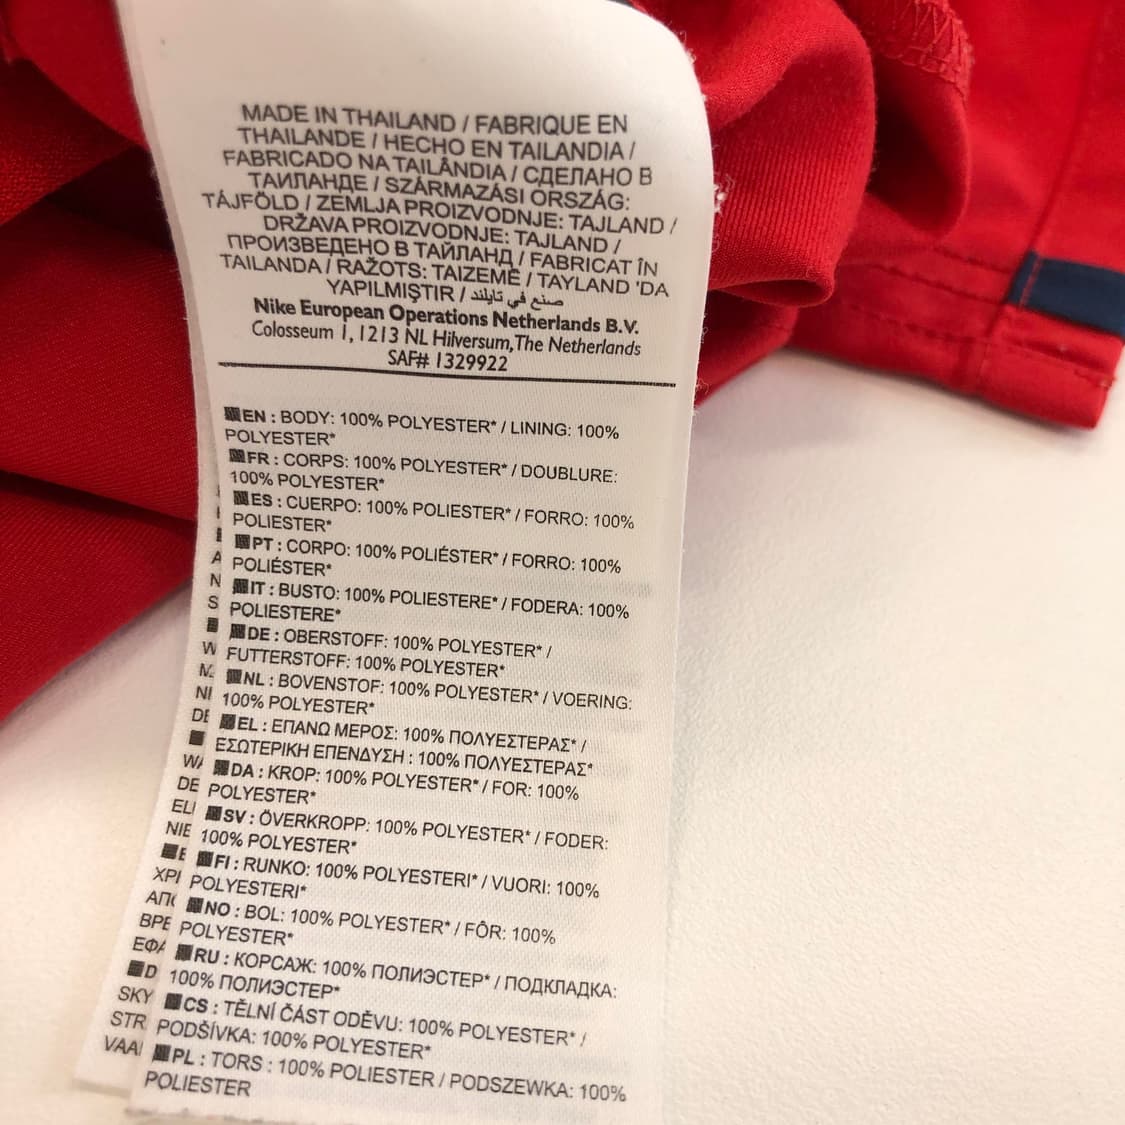 MADE IN THAILAND / FABRIQUE EN
THAILANDE / HECHO EN TAILANDIA /
FABRICADO NA TAILÂNDIA / СДЕЛАНО В
ТАИЛАНДЕ / SZÁRMAZÁSI ORSZÁG:
TÁJFÖLD / ZEMLJA PROIZVODNJE: TAJLAND /
DRŽAVA PROIZVODNJE: TAJLAND /
ПРОИЗВЕДЕНО В ТАЙЛАНД / FABRICAT ÎN
TAILANDA / RAŽOTS: TAIZEMĒ / TAYLAND 'DA
YAPILMIŞTIR / صنع في تايلند
Nike European Operations Netherlands B.V.
Colosseum 1, 1213 NL Hilversum,The Netherlands
SAF# 1329922
EN : BODY: 100% POLYESTER* / LINING: 100%
POLYESTER*
FR : CORPS: 100% POLYESTER* / DOUBLURE:
100% POLYESTER*
ES : CUERPO: 100% POLIESTER* / FORRO: 100%
POLIESTER*
PT : CORPO: 100% POLIÉSTER* / FORRO: 100%
POLIÉSTER*
IT : BUSTO: 100% POLIESTERE* / FODERA: 100%
POLIESTERE*
DE : OBERSTOFF: 100% POLYESTER* /
FUTTERSTOFF: 100% POLYESTER*
NL : BOVENSTOF: 100% POLYESTER* / VOERING:
100% POLYESTER*
EL : ΕΠΑΝΩ ΜΕΡΟΣ: 100% ΠΟΛΥΕΣΤΕΡΑΣ* /
ΕΣΩΤΕΡΙΚΗ ΕΠΕΝΔΥΣΗ : 100% ΠΟΛΥΕΣΤΕΡΑΣ*
DA : KROP: 100% POLYESTER* / FOR: 100%
POLYESTER*
SV : ÖVERKROPP: 100% POLYESTER* / FODER:
100% POLYESTER*
FI : RUNKO: 100% POLYESTERI* / VUORI: 100%
POLYESTERI*
NO : BOL: 100% POLYESTER* / FÔR: 100%
POLYESTER*
RU : КОРСАЖ: 100% ПОЛИЭСТЕР* / ПОДКЛАДКА:
100% ПОЛИЭСТЕР*
CS : TĚLNÍ ČÁST ODĚVU: 100% POLYESTER* /
PODŠÍVKA: 100% POLYESTER*
PL : TORS : 100% POLIESTER / PODSZEWKA: 100%
POLIESTER